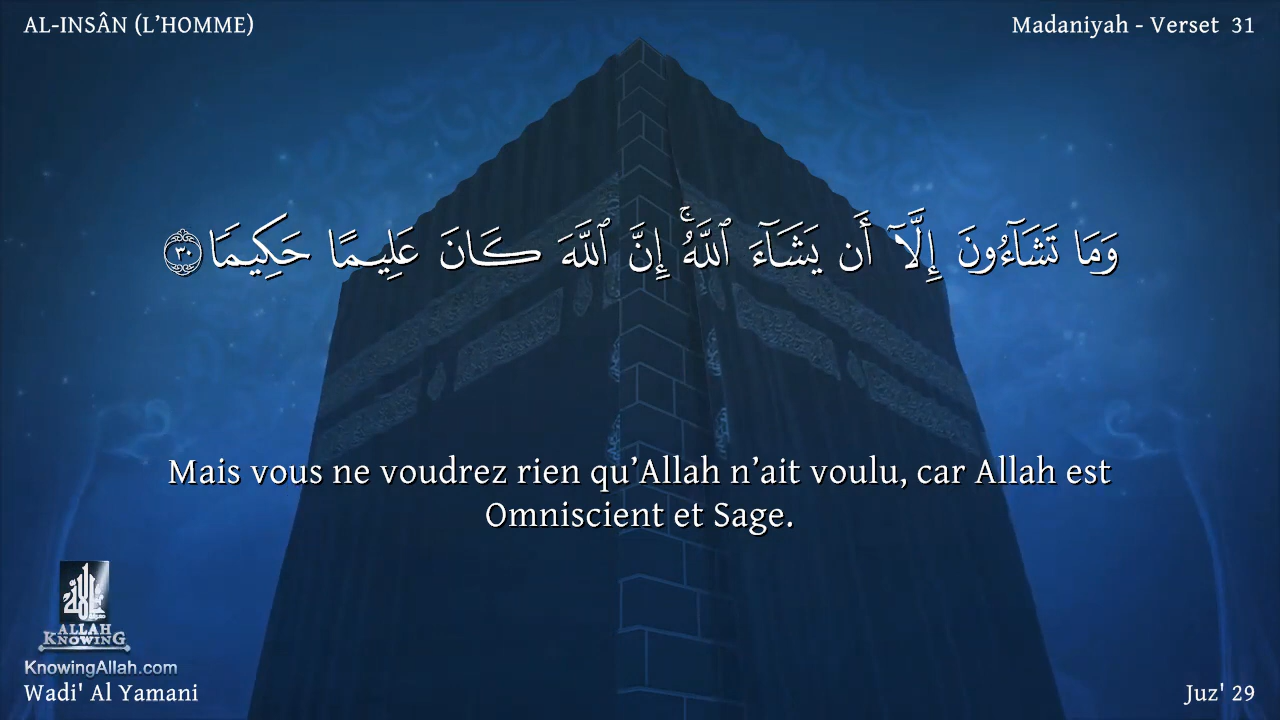 AL-INSÂN (L’HOMME)
Madaniyah - Verset 31
وَمَا تَشَآءُونَ إِلَّآ أَن يَشَآءَ ٱللَّهُۚ إِنَّ ٱللَّهَ كَانَ عَلِيمًا حَكِيمَٗا ٣٠
Mais vous ne voudrez rien qu’Allah n’ait voulu, car Allah est
Omniscient et Sage.
ALLAH
KNOWING
KnowingAllah.com
Wadi' Al Yamani
Juz' 29